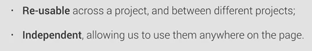 · Re-usable across a project, and between different projects;
· Independent, allowing us to use them anywhere on the page.